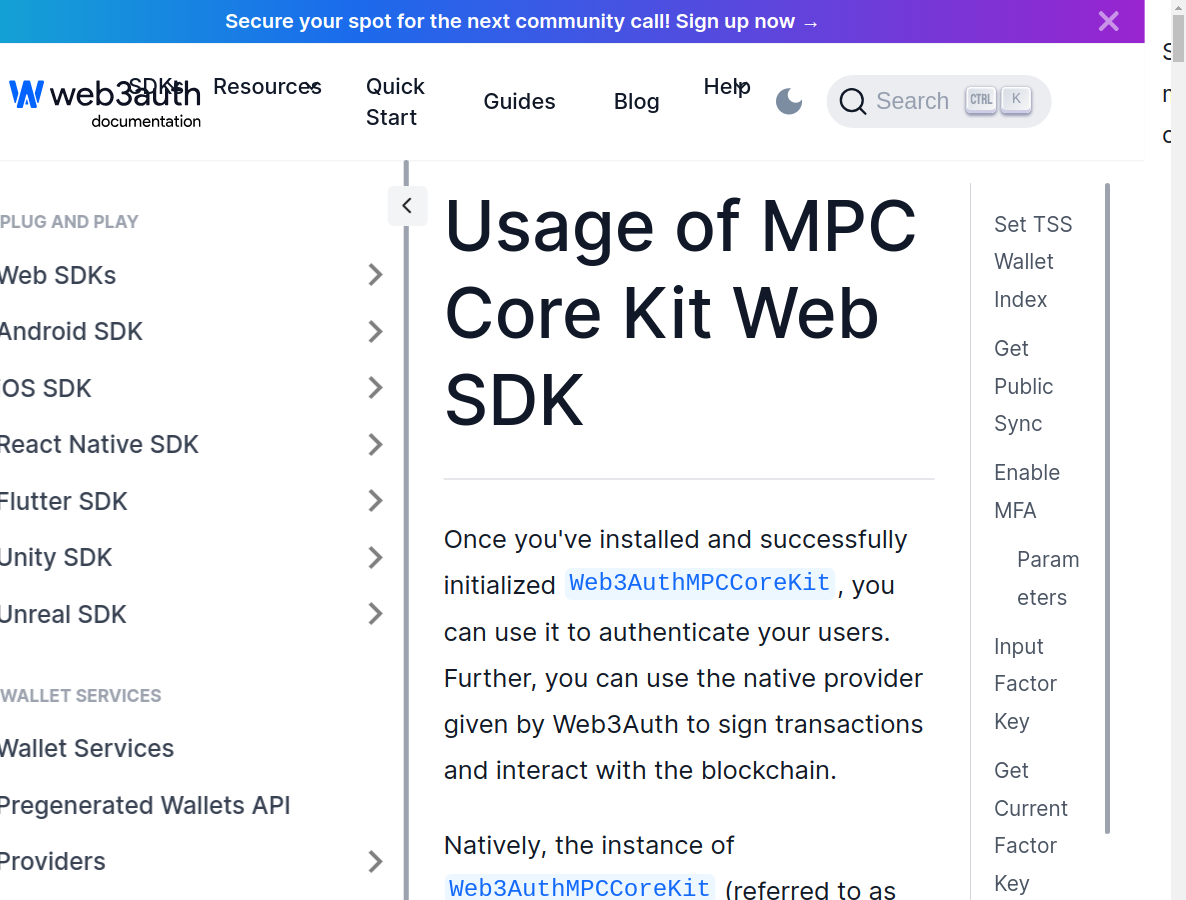 Secure your spot for the next community call! Sign up now →
web3auth
documentation
SDKs
Resources
Quick
Start
Guides
Blog
Help
Search
CTRL
K
PLUG AND PLAY
Web SDKs
Android SDK
iOS SDK
React Native SDK
Flutter SDK
Unity SDK
Unreal SDK
WALLET SERVICES
Wallet Services
Pregenerated Wallets API
Providers
Usage of MPC
Core Kit Web
SDK
Once you've installed and successfully
initialized Web3AuthMPCCoreKit, you
can use it to authenticate your users.
Further, you can use the native provider
given by Web3Auth to sign transactions
and interact with the blockchain.
Natively, the instance of
Web3AuthMPCCoreKit (referred to as
Set TSS
Wallet
Index
Get
Public
Sync
Enable
MFA
Param
eters
Input
Factor
Key
Get
Current
Factor
Key